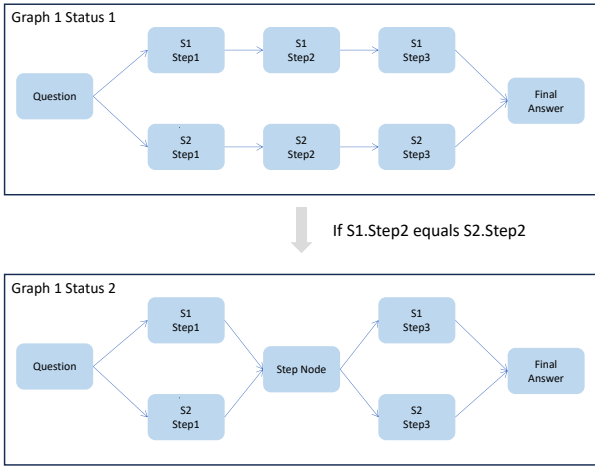 Graph 1 Status 1
S1
Step1
S1
Step2
S1
Step3
Question
Final
Answer
S2
Step1
S2
Step2
S2
Step3
If S1.Step2 equals S2.Step2
Graph 1 Status 2
S1
Step1
S1
Step3
Question
Step Node
Final
Answer
S2
Step1
S2
Step3